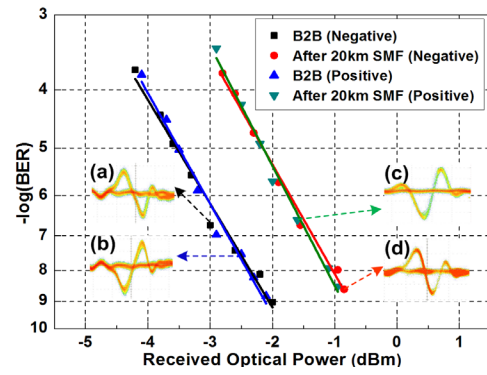 B2B (Negative)
After 20km SMF (Negative)
B2B (Positive)
After 20km SMF (Positive)
3
4
5
6
7
8
9
10
-log(BER)
(a)
(b)
(c)
(d)
-5 -4 -3 -2 -1 0 1
Received Optical Power (dBm)